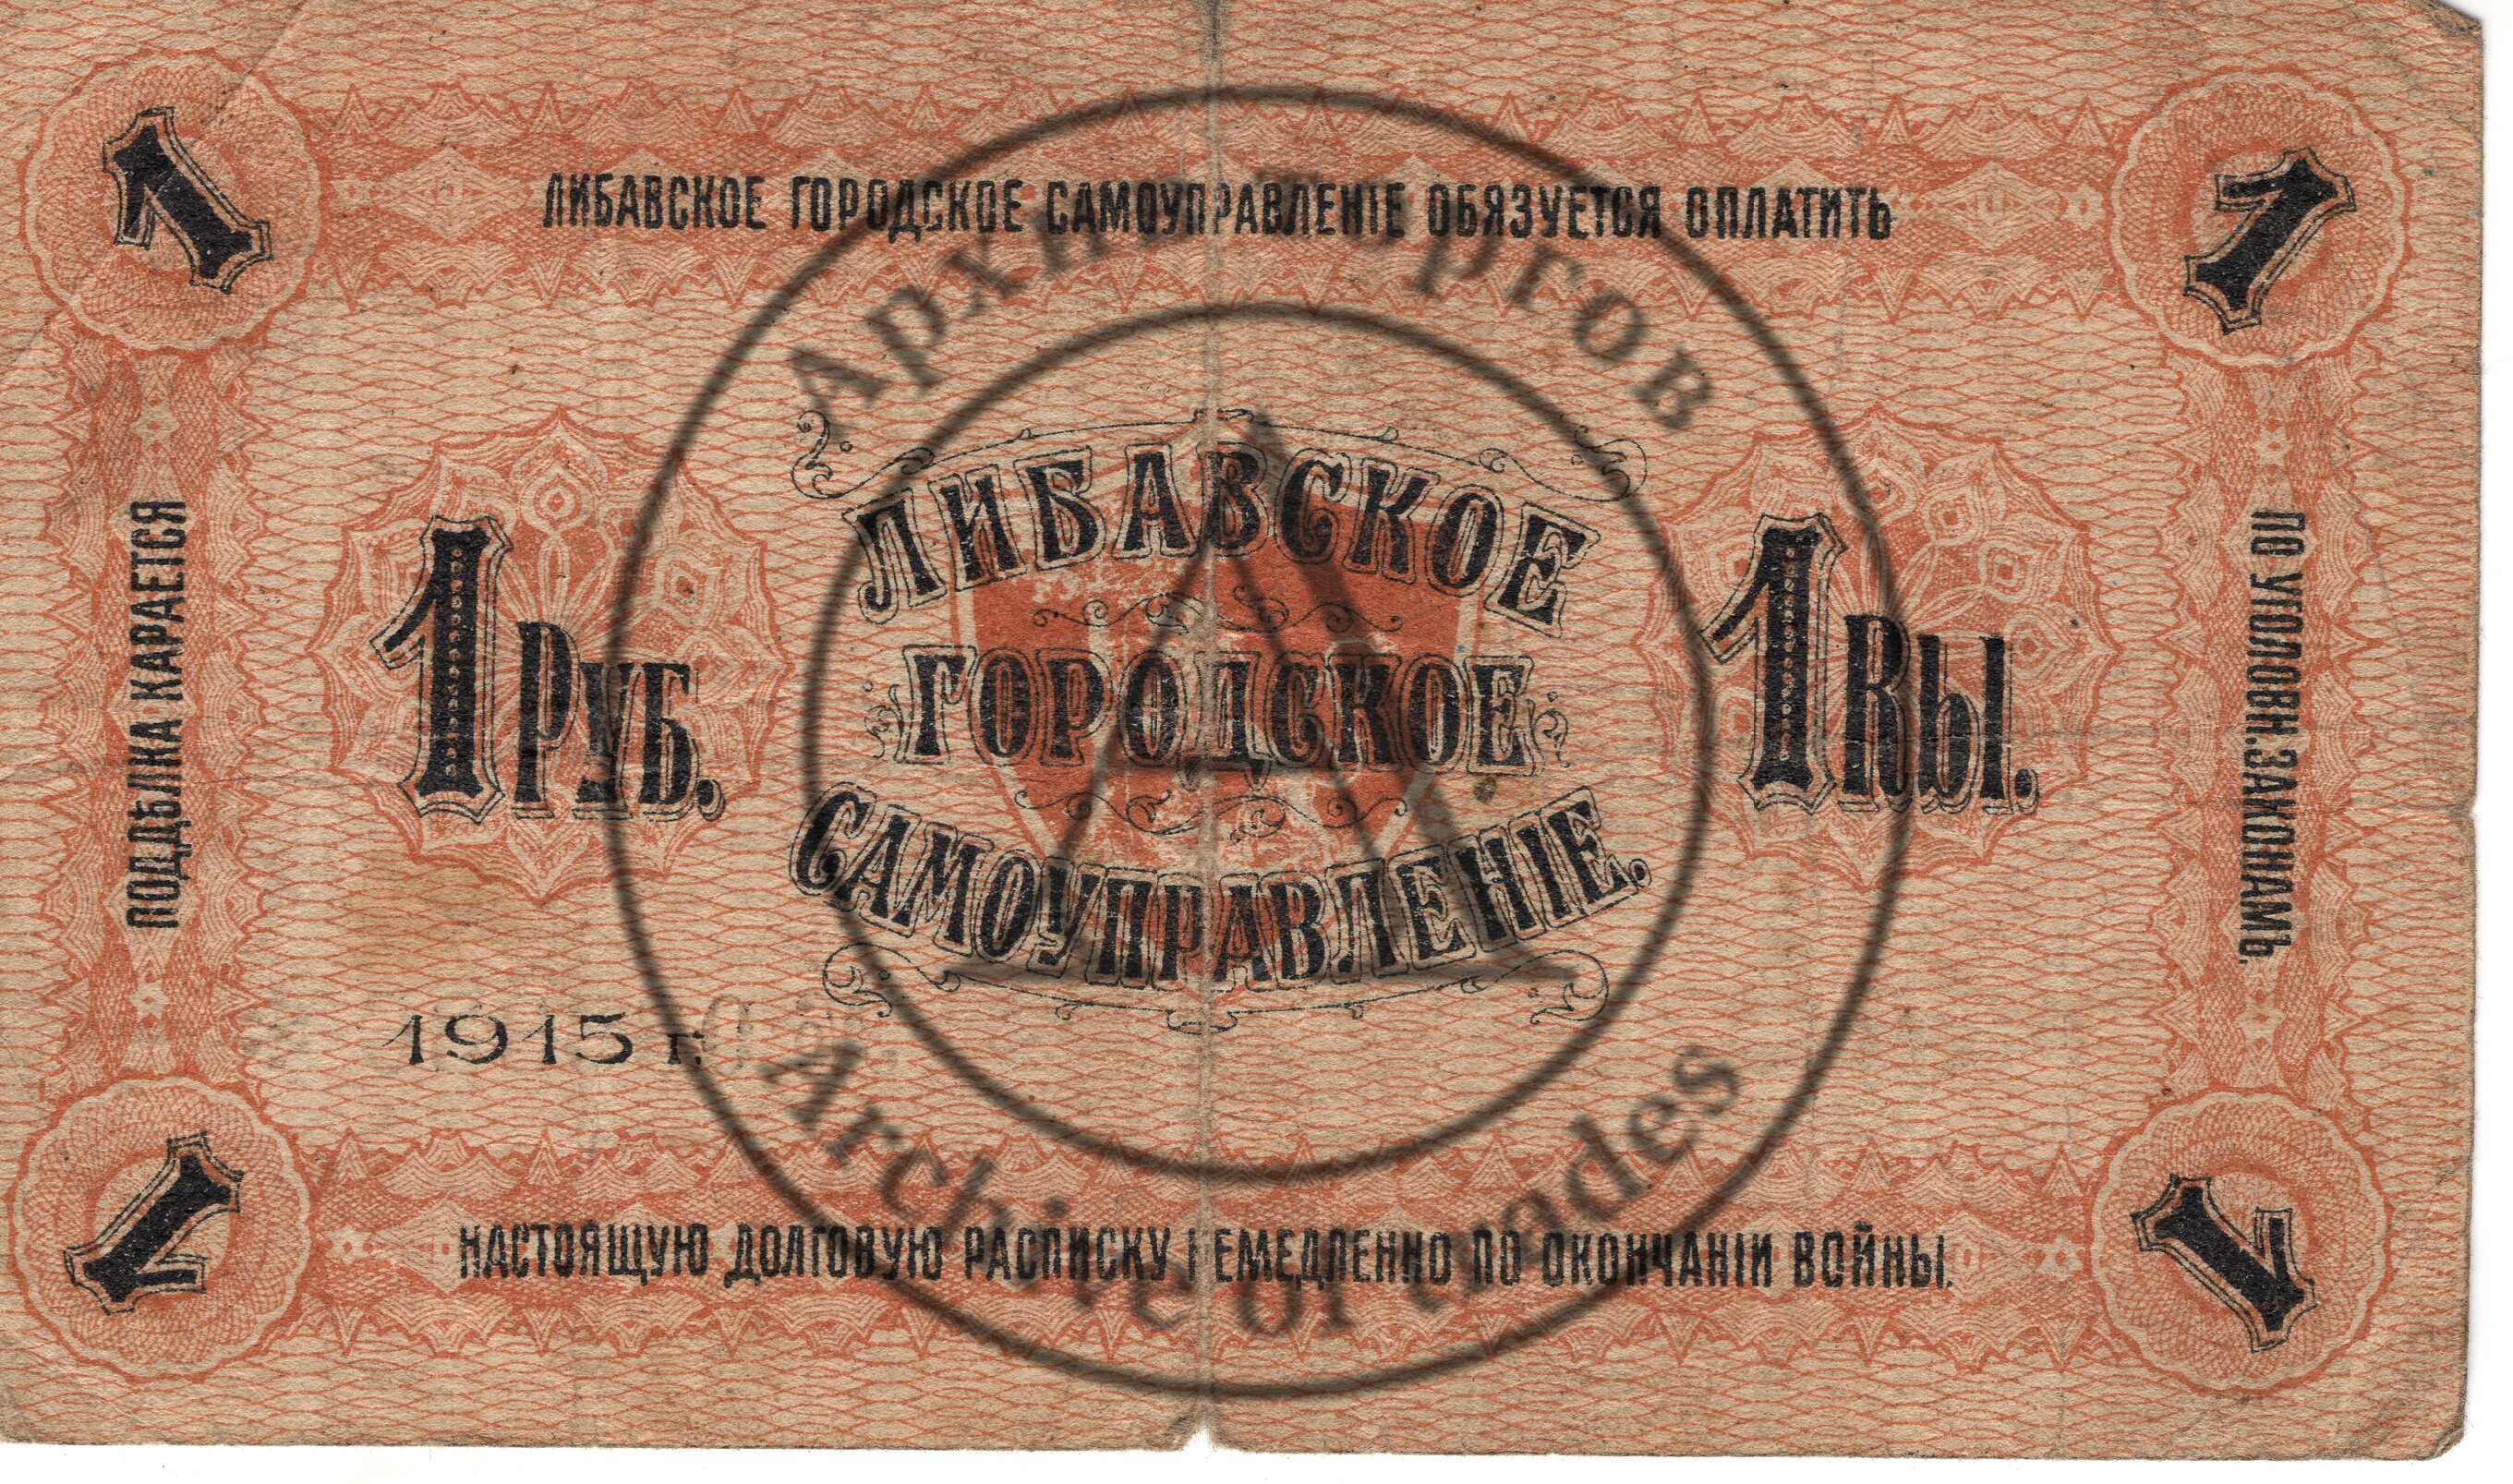 1
1
ЛИБАВСКОЕ ГОРОДСКОЕ САМОУПРАВЛЕНІЕ ОБЯЗУЕТСЯ ОПЛАТИТЬ
Архив торгов
ПОДДѢЛКА КАРАЕТСЯ
1 РУБ.
ЛИБАВСКОЕ
ГОРОДСКОЕ
САМОУПРАВЛЕНІЕ.
1 RЫ.
ПО УГОЛОВН. ЗАКОНАМЪ.
1915 г.
НАСТОЯЩУЮ ДОЛГОВУЮ РАСПИСКУ НЕМЕДЛЕННО ПО ОКОНЧАНІИ ВОЙНЫ.
Archive of trades
1
1